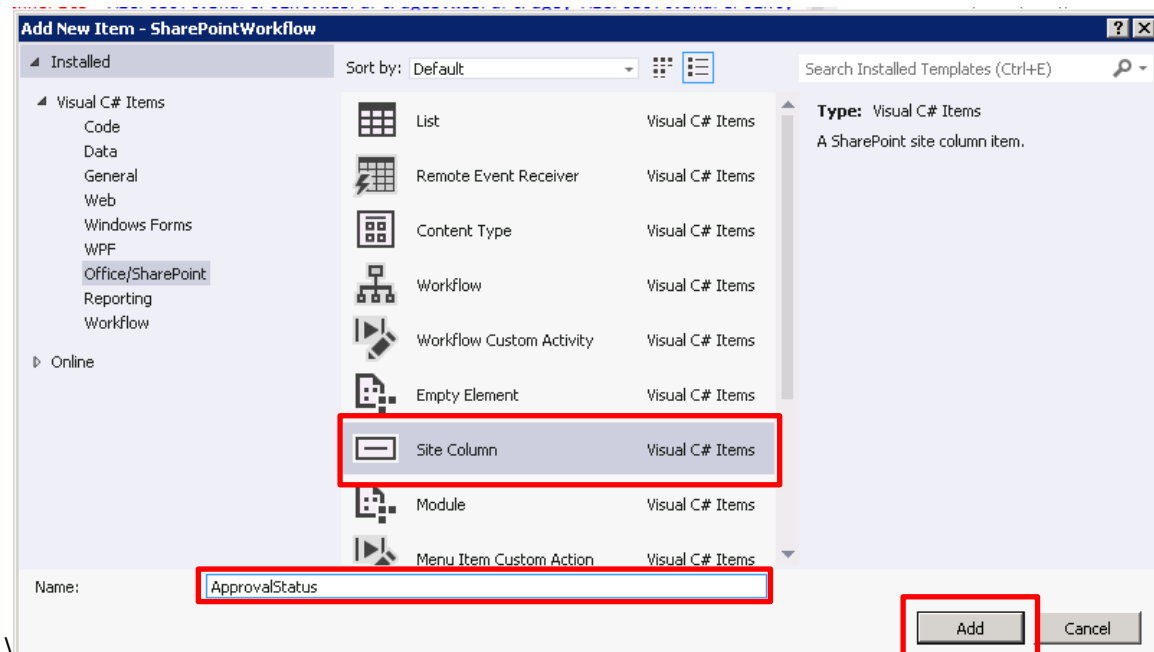 Add New Item - SharePointWorkflow
Installed
Sort by: Default
Search Installed Templates (Ctrl+E)
Visual C# Items
Code
Data
General
Web
Windows Forms
WPF
Office/SharePoint
Reporting
Workflow
Online
List Visual C# Items
Remote Event Receiver Visual C# Items
Content Type Visual C# Items
Workflow Visual C# Items
Workflow Custom Activity Visual C# Items
Empty Element Visual C# Items
Site Column Visual C# Items
Module Visual C# Items
Menu Item Custom Action Visual C# Items
Type: Visual C# Items
A SharePoint site column item.
Name: ApprovalStatus
Add Cancel
\